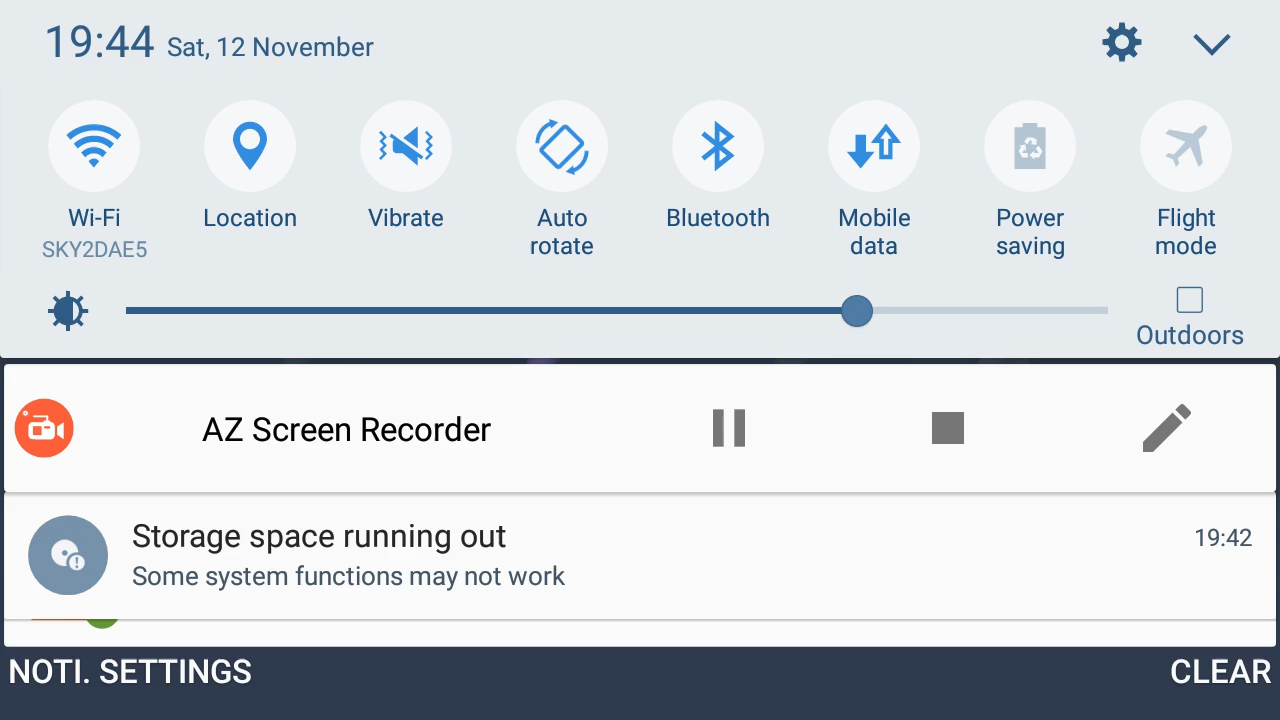 19:44 Sat, 12 November
Wi-Fi Location Vibrate Auto rotate Bluetooth Mobile data Power saving Flight mode
SKY2DAE5
Outdoors
AZ Screen Recorder
Storage space running out 19:42
Some system functions may not work
NOTI. SETTINGS CLEAR